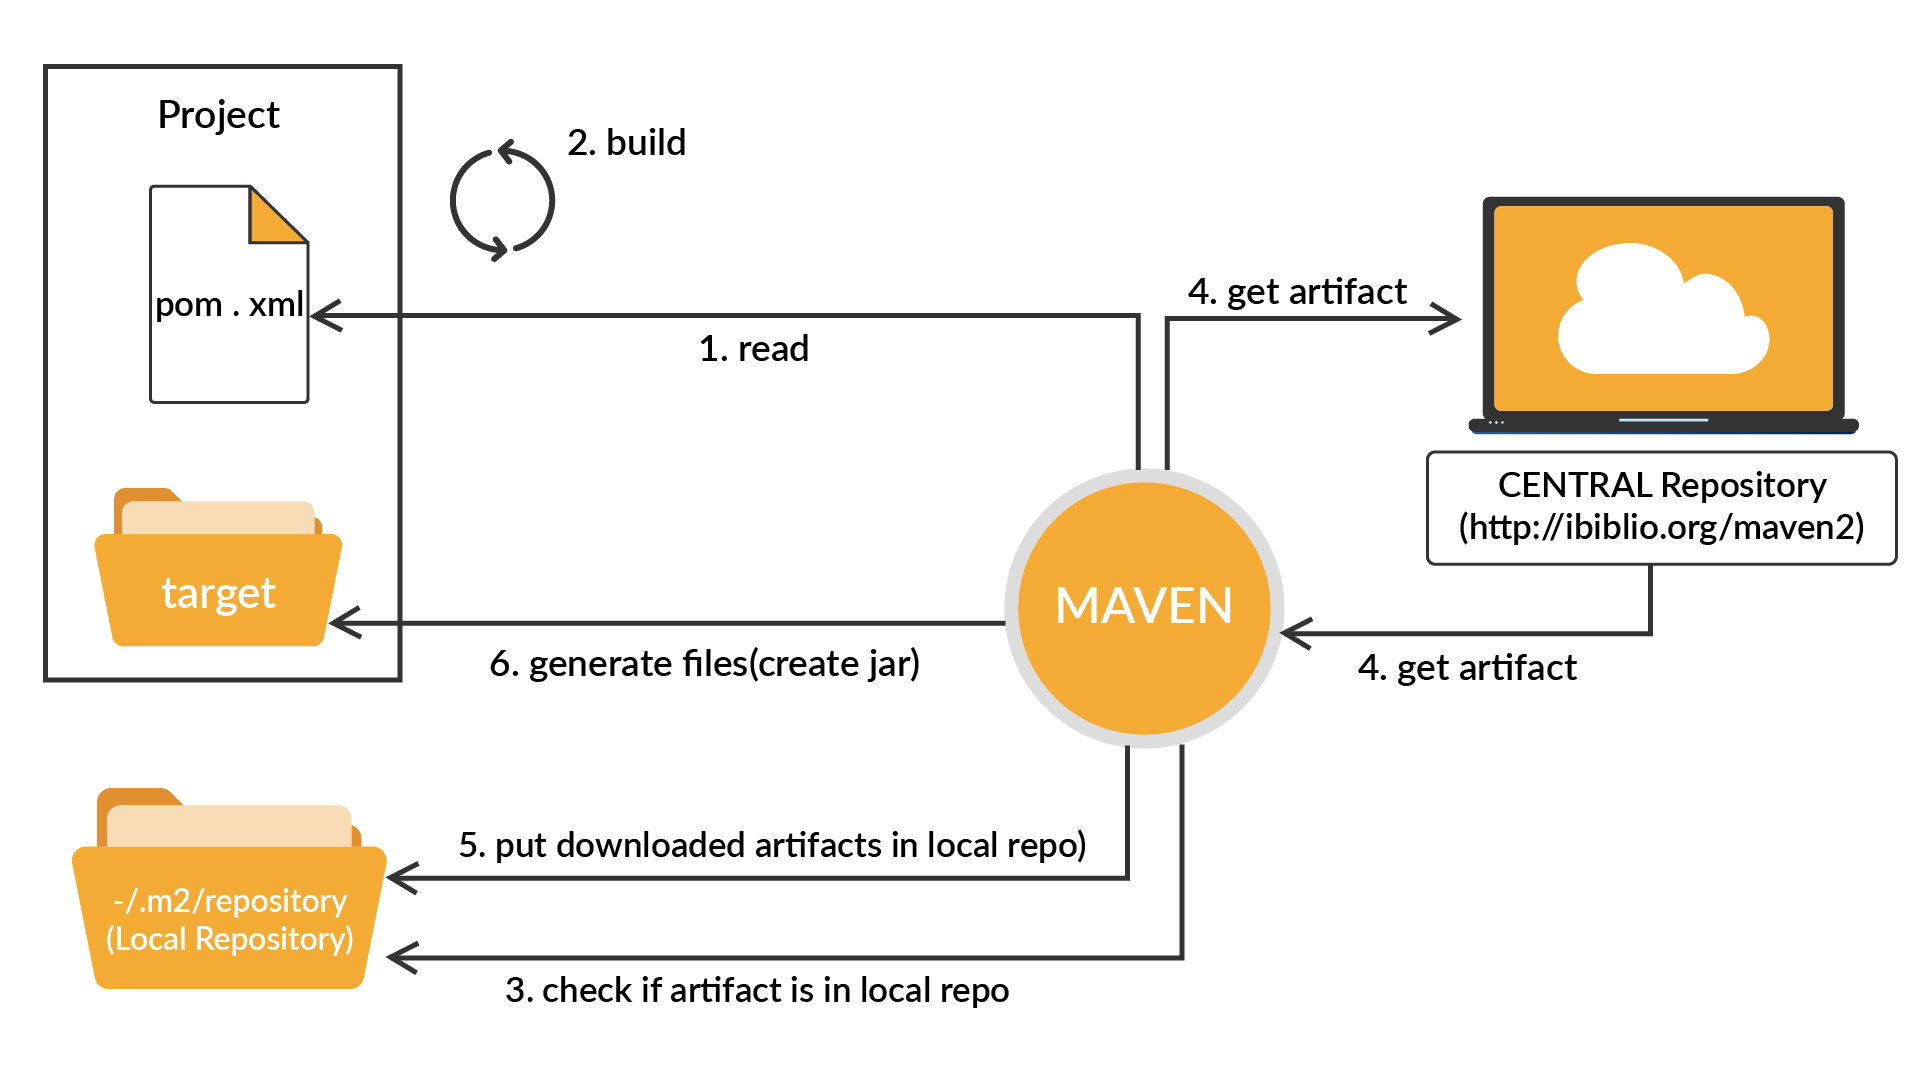 Project
2. build
pom . xml
1. read
4. get artifact
CENTRAL Repository
(http://ibiblio.org/maven2)
target
MAVEN
6. generate files(create jar)
4. get artifact
5. put downloaded artifacts in local repo)
-/.m2/repository
(Local Repository)
3. check if artifact is in local repo